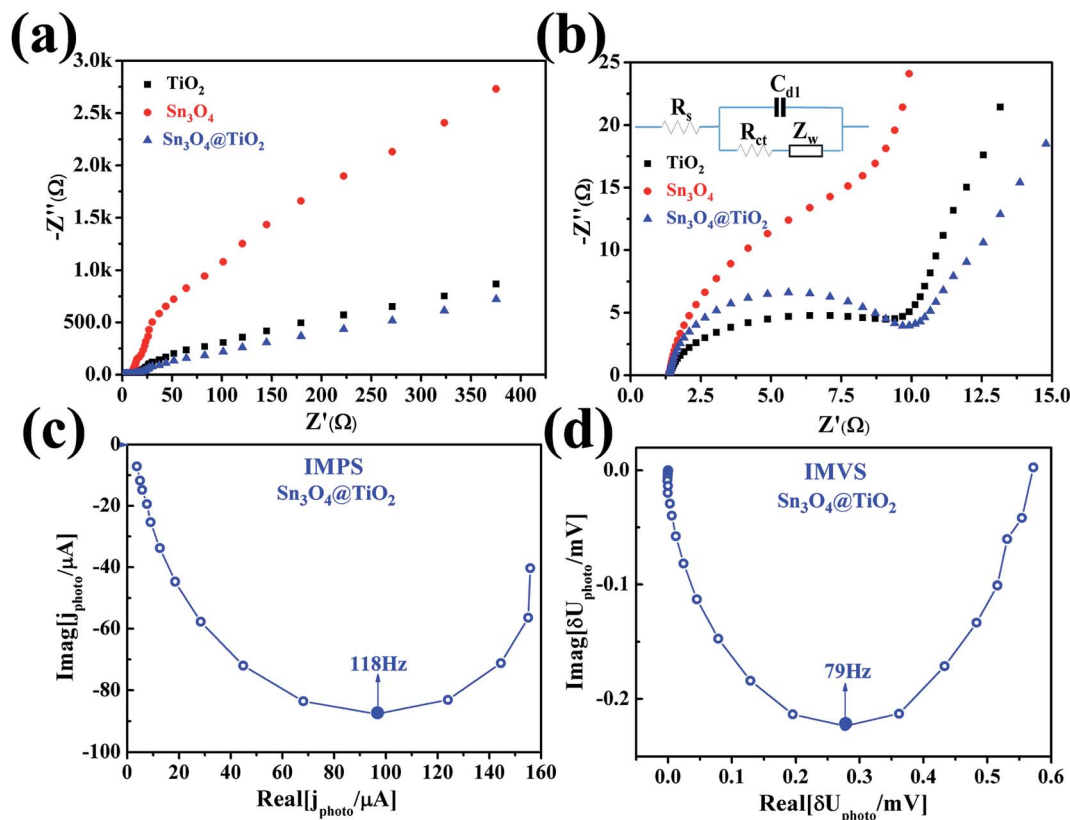 (a)
3.0k
2.5k
2.0k
1.5k
1.0k
500.0
0.0
-Z''(Ω)
TiO2
Sn3O4
Sn3O4@TiO2
0 50 100 150 200 250 300 350 400
Z'(Ω)
(b)
25
20
15
10
5
0
-Z''(Ω)
Cd1
Rs
Rct Zw
TiO2
Sn3O4
Sn3O4@TiO2
0.0 2.5 5.0 7.5 10.0 12.5 15.0
Z'(Ω)
(c)
0
-20
-40
-60
-80
-100
Imag[jphoto/μA]
IMPS
Sn3O4@TiO2
118Hz
0 20 40 60 80 100 120 140 160
Real[jphoto/μA]
(d)
0.0
-0.1
-0.2
Imag[δUphoto/mV]
IMVS
Sn3O4@TiO2
79Hz
0.0 0.1 0.2 0.3 0.4 0.5 0.6
Real[δUphoto/mV]